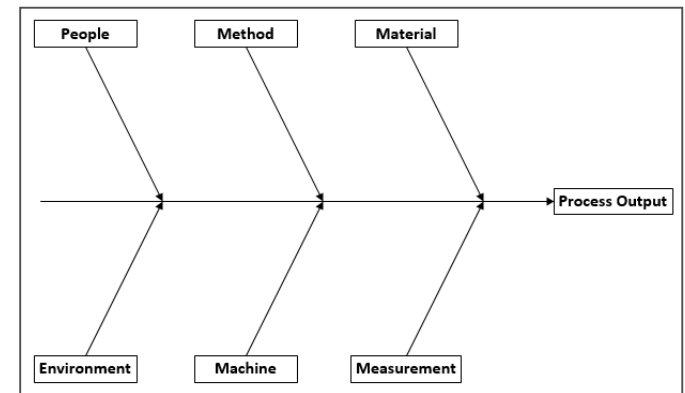 People
Method
Material
Process Output
Environment
Machine
Measurement